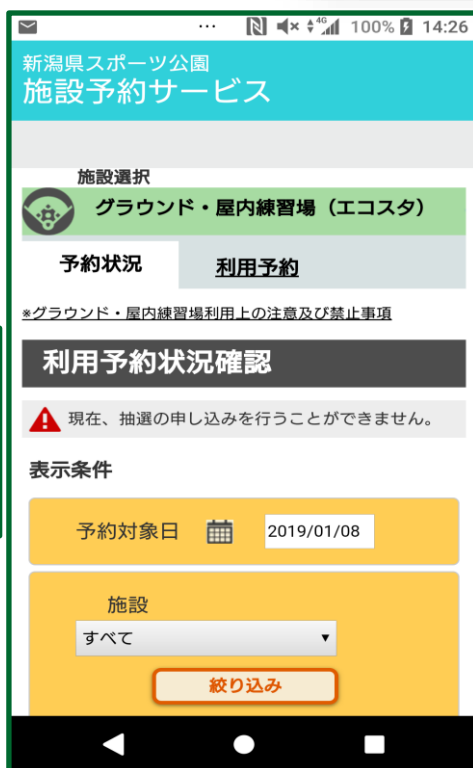 ... 4G 100% 14:26
新潟県スポーツ公園
施設予約サービス
施設選択
グラウンド・屋内練習場（エコスタ）
予約状況 利用予約
*グラウンド・屋内練習場利用上の注意及び禁止事項
利用予約状況確認
現在、抽選の申し込みを行うことができません。
表示条件
予約対象日 2019/01/08
施設
すべて
絞り込み